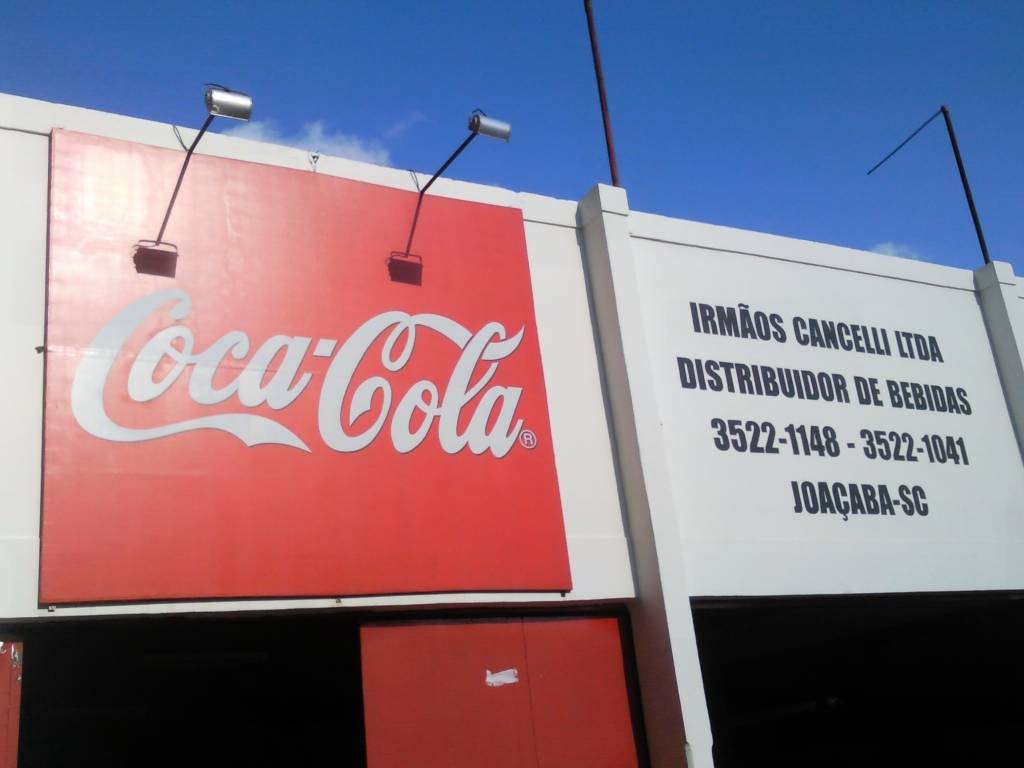 Coca-Cola®
IRMÃOS CANCELLI LTDA
DISTRIBUIDOR DE BEBIDAS
3522-1148 - 3522-1041
JOAÇABA-SC